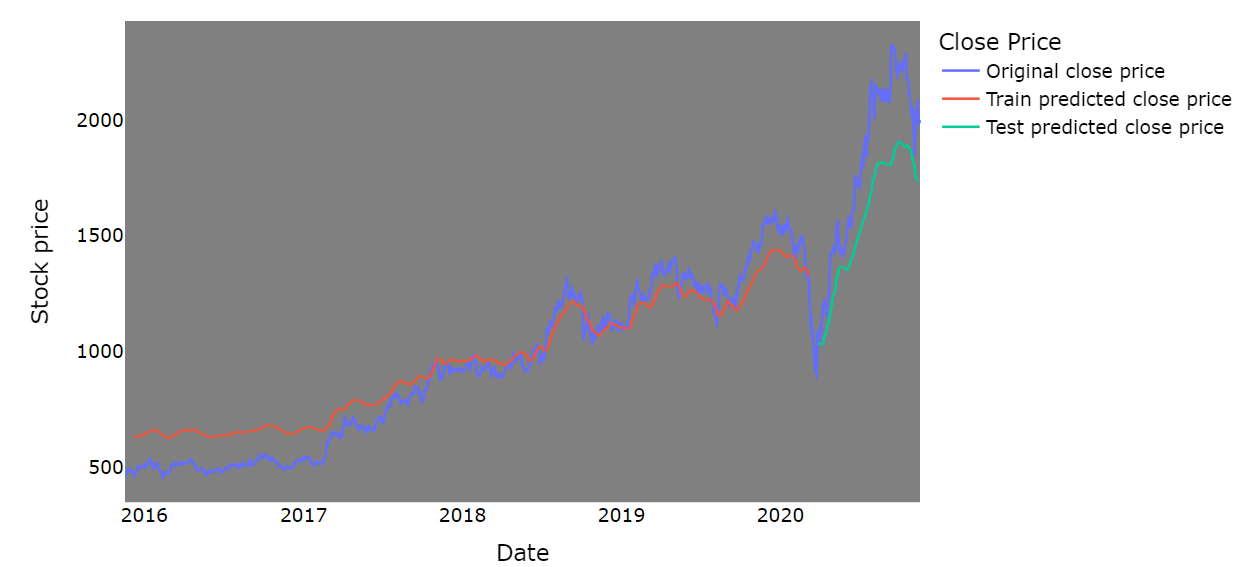 Close Price
Original close price
Train predicted close price
Test predicted close price
2000
1500
1000
500
Stock price
2016 2017 2018 2019 2020
Date